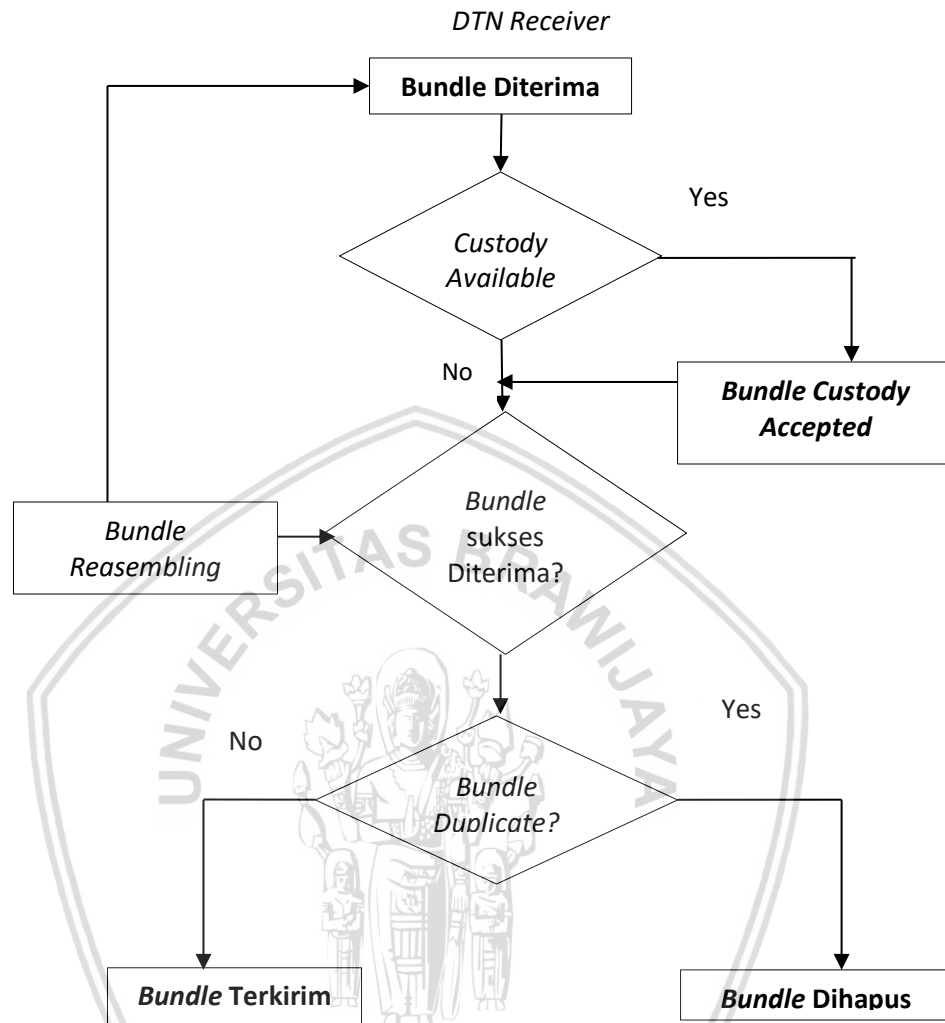 DTN Receiver
Bundle Diterima
Yes
Custody
Available
No
Bundle Custody
Accepted
Bundle
sukses
Diterima?
Bundle
Reasembling
UNIVERSITAS BRAWIJAYA
Yes
No
Bundle
Duplicate?
Bundle Terkirim
Bundle Dihapus